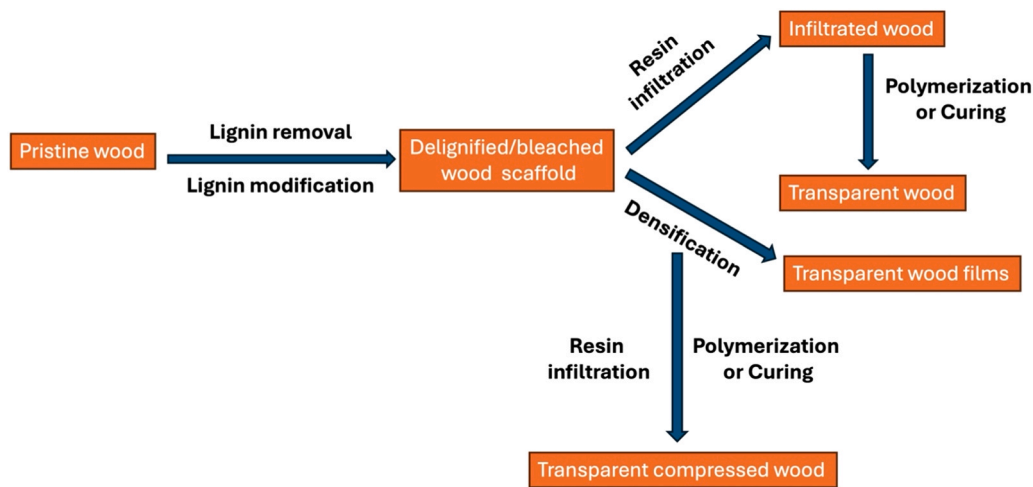 Pristine wood
Lignin removal
Lignin modification
Delignified/bleached
wood scaffold
Resin
infiltration
Infiltrated wood
Polymerization
or Curing
Transparent wood
Densification
Transparent wood films
Resin
infiltration
Polymerization
or Curing
Transparent compressed wood